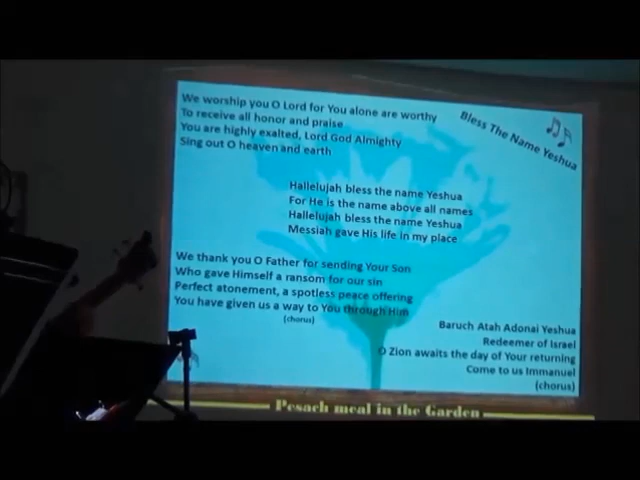 Bless The Name Yeshua
We worship you O Lord for You alone are worthy
To receive all honor and praise
You are highly exalted, Lord God Almighty
Sing out O heaven and earth
Hallelujah bless the name Yeshua
For He is the name above all names
Hallelujah bless the name Yeshua
Messiah gave His life in my place
We thank you O Father for sending Your Son
Who gave Himself a ransom for our sin
Perfect atonement, a spotless peace offering
You have given us a way to You through Him
(chorus)
Baruch Atah Adonai Yeshua
Redeemer of Israel
O Zion awaits the day of Your returning
Come to us Immanuel
(chorus)
Pesach meal in the Garden